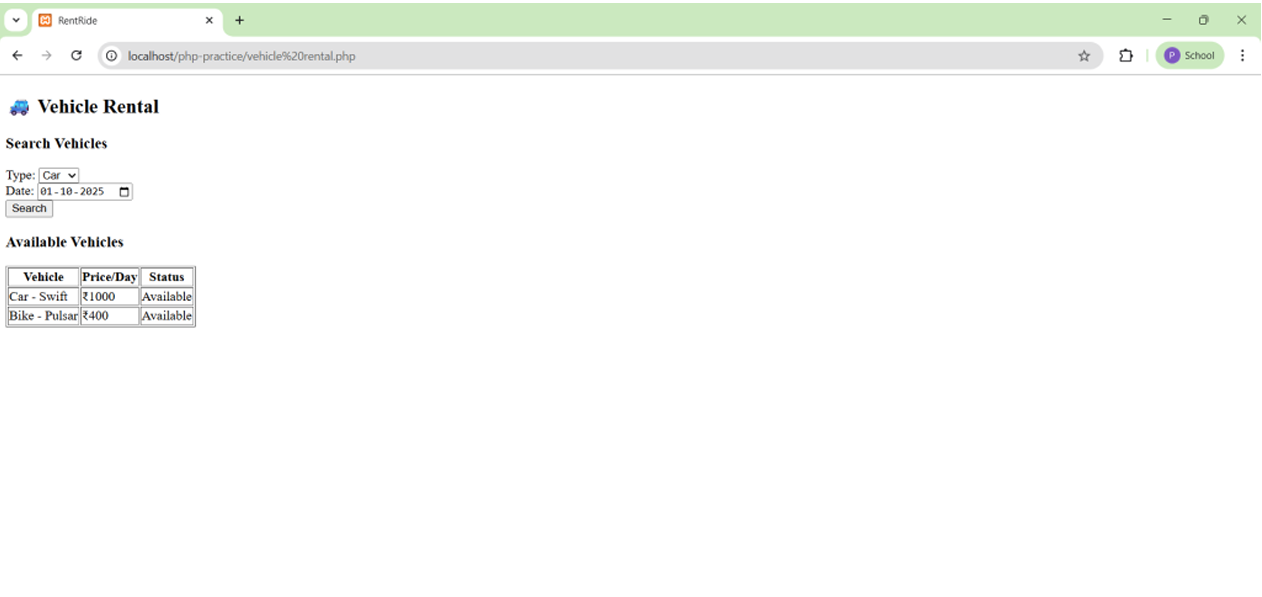 RentRide
localhost/php-practice/vehicle%20rental.php
P School
Vehicle Rental
Search Vehicles
Type: Car
Date: 01-10-2025
Search
Available Vehicles
Vehicle Price/Day Status
Car - Swift ₹1000 Available
Bike - Pulsar ₹400 Available